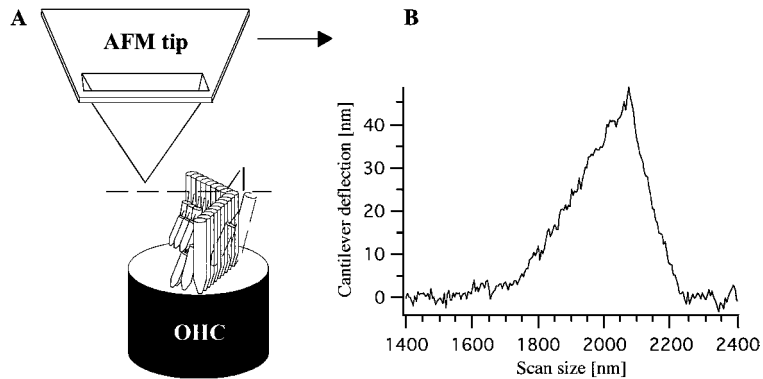 A
AFM tip
OHC
B
Cantilever deflection [nm]
40
30
20
10
0
1400 1600 1800 2000 2200 2400
Scan size [nm]